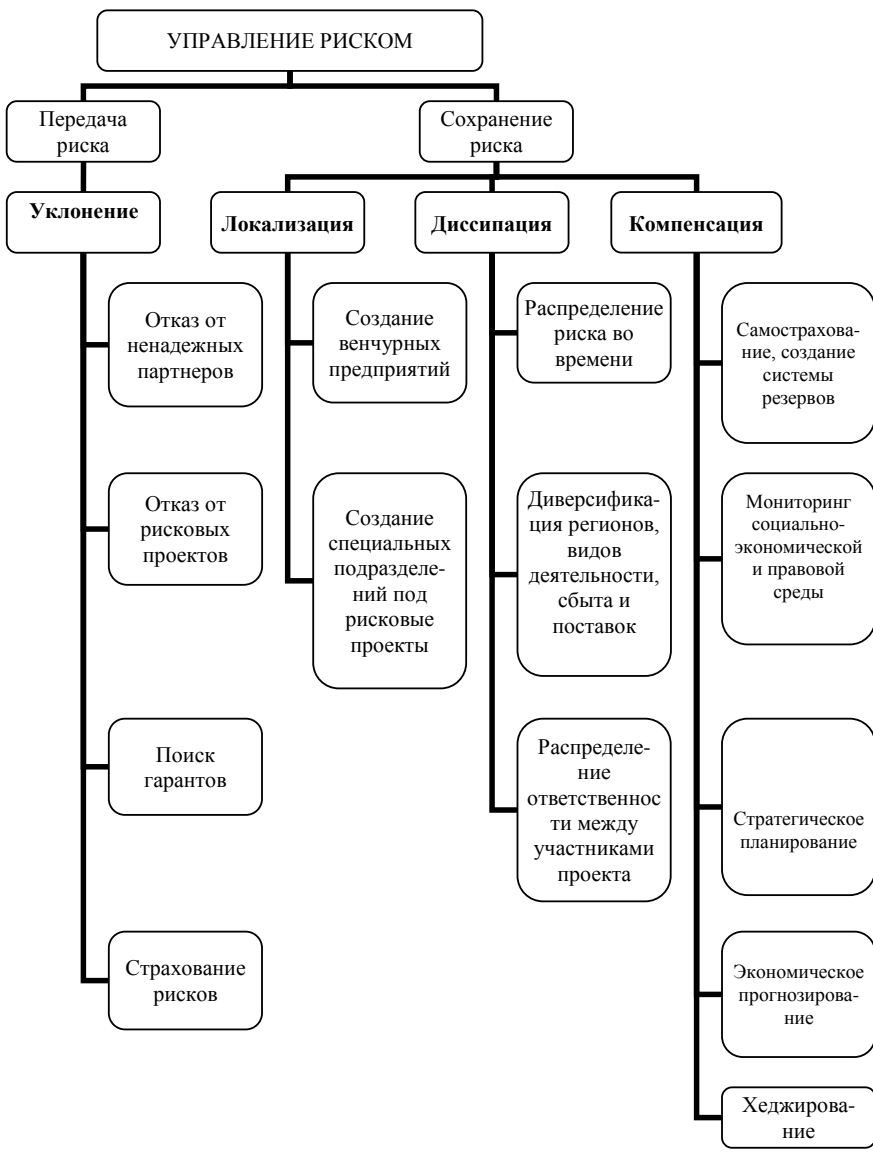 УПРАВЛЕНИЕ РИСКОМ
Передача
риска
Сохранение
риска
Уклонение
Локализация
Диссипация
Компенсация
Отказ от
ненадежных
партнеров
Отказ от
рисковых
проектов
Поиск
гарантов
Страхование
рисков
Создание
венчурных
предприятий
Создание
специальных
подразделе-
ний под
рисковые
проекты
Распределение
риска во
времени
Диверсифика-
ция регионов,
видов
деятельности,
сбыта и
поставок
Распределе-
ние
ответственнос
ти между
участниками
проекта
Самострахова-
ние, создание
системы
резервов
Мониторинг
социально-
экономической
и правовой
среды
Стратегическое
планирование
Экономическое
прогнозирова-
ние
Хеджирова-
ние